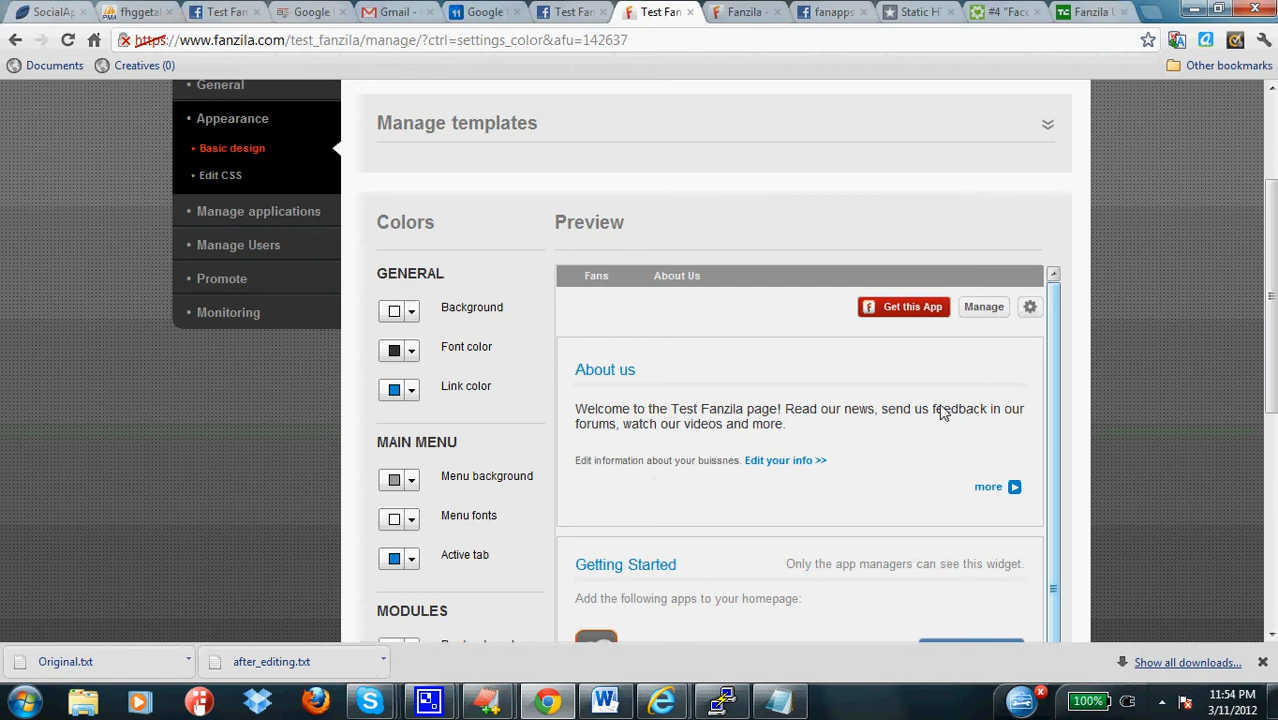 SocialAp
fhggetal
Test Fan
Google
Gmail -
Google
Test Fan
Test Fan
Fanzila -
fanapps
Static H
#4 "Face
Fanzila
https://www.fanzila.com/test_fanzila/manage/?ctrl=settings_color&afu=142637
Documents
Creatives (0)
Other bookmarks
• General
• Appearance
• Basic design
• Edit CSS
• Manage applications
• Manage Users
• Promote
• Monitoring
Manage templates
Colors
Preview
GENERAL
Background
Font color
Link color
MAIN MENU
Menu background
Menu fonts
Active tab
MODULES
Fans
About Us
Get this App
Manage
About us
Welcome to the Test Fanzila page! Read our news, send us feedback in our
forums, watch our videos and more.
Edit information about your buissnes. Edit your info >>
more
Getting Started
Only the app managers can see this widget.
Add the following apps to your homepage:
Original.txt
after_editing.txt
Show all downloads...
100%
11:54 PM
3/11/2012